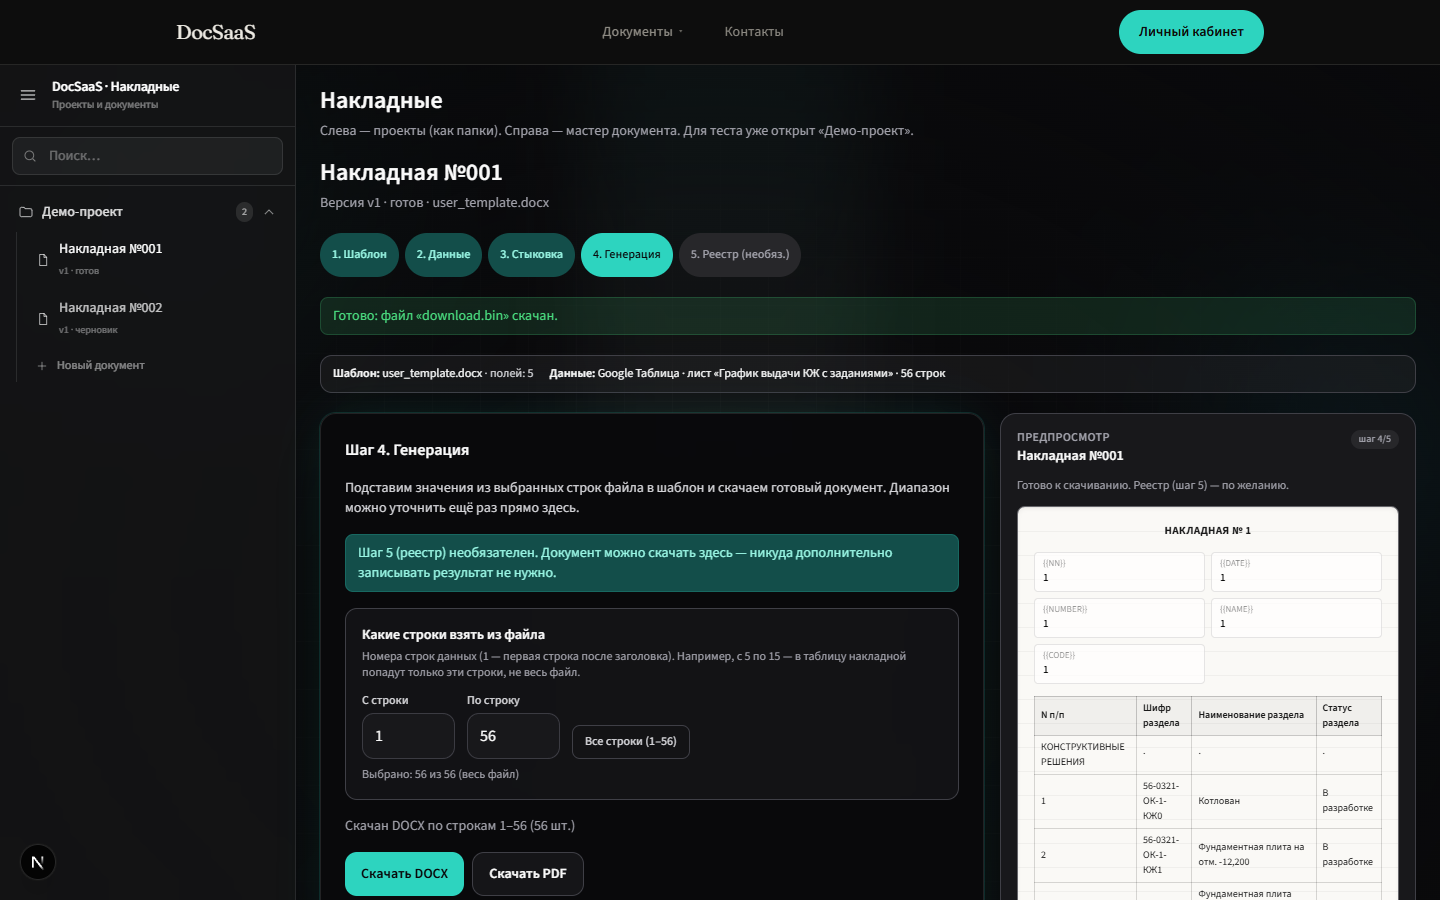 DocSaaS
Документы
Контакты
Личный кабинет
DocSaaS · Накладные
Проекты и документы
Поиск...
Демо-проект
2
Накладная №001
v1 · готов
Накладная №002
v1 · черновик
+ Новый документ
N
Накладные
Слева — проекты (как папки). Справа — мастер документа. Для теста уже открыт «Демо-проект».
Накладная №001
Версия v1 · готов · user_template.docx
1. Шаблон
2. Данные
3. Стыковка
4. Генерация
5. Реестр (необяз.)
Готово: файл «download.bin» скачан.
Шаблон: user_template.docx · полей: 5 Данные: Google Таблица · лист «График выдачи КЖ с заданиями» · 56 строк
Шаг 4. Генерация
Подставим значения из выбранных строк файла в шаблон и скачаем готовый документ. Диапазон
можно уточнить ещё раз прямо здесь.
Шаг 5 (реестр) необязателен. Документ можно скачать здесь — никуда дополнительно
записывать результат не нужно.
Какие строки взять из файла
Номера строк данных (1 — первая строка после заголовка). Например, с 5 по 15 — в таблицу накладной
попадут только эти строки, не весь файл.
С строки
По строку
1
56
Все строки (1–56)
Выбрано: 56 из 56 (весь файл)
Скачан DOCX по строкам 1–56 (56 шт.)
Скачать DOCX
Скачать PDF
ПРЕДПРОСМОТР
шаг 4/5
Накладная №001
Готово к скачиванию. Реестр (шаг 5) — по желанию.
НАКЛАДНАЯ № 1
{{NN}}
1
{{DATE}}
1
{{NUMBER}}
1
{{NAME}}
1
{{CODE}}
1
N п/п
Шифр
раздела
Наименование раздела
Статус
раздела
КОНСТРУКТИВНЫЕ
РЕШЕНИЯ
.
.
.
1
56-0321-
ОК-1-
КЖ0
Котлован
В
разработке
2
56-0321-
ОК-1-
КЖ1
Фундаментная плита на
отм. -12,200
В
разработке
Фундаментная плита